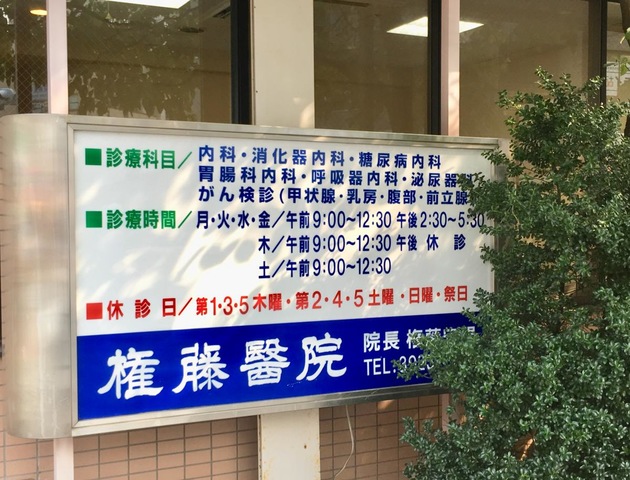 ■診療科目／内科・消化器内科・糖尿病内科
胃腸科内科・呼吸器内科・泌尿器
がん検診(甲状腺・乳房・腹部・前立腺
■診療時間／月・火・水・金／午前9:00～12:30 午後2:30～5:30
木／午前9:00～12:30 午後 休 診
土／午前9:00～12:30
■休 診 日／第1・3・5木曜・第2・4・5土曜・日曜・祭日
権藤醫院
院長 権藤
TEL:392